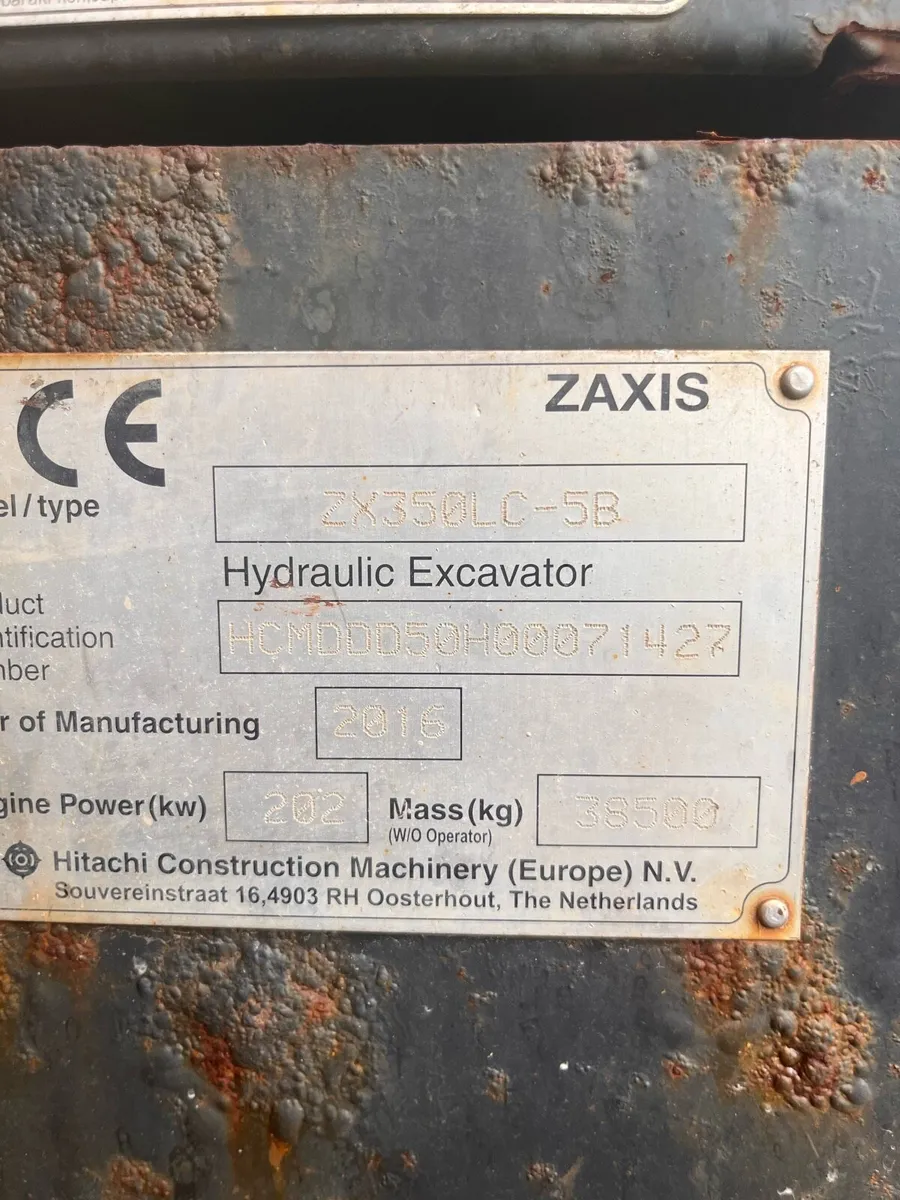 CE
ZAXIS
el/type
ZX350LC-5B
Hydraulic Excavator
duct
ntification
nber
HCMDDD50H00071427
r of Manufacturing
2016
gine Power(kw)
202
Mass(kg)
(W/O Operator)
38500
Hitachi Construction Machinery (Europe) N.V.
Souvereinstraat 16,4903 RH Oosterhout, The Netherlands